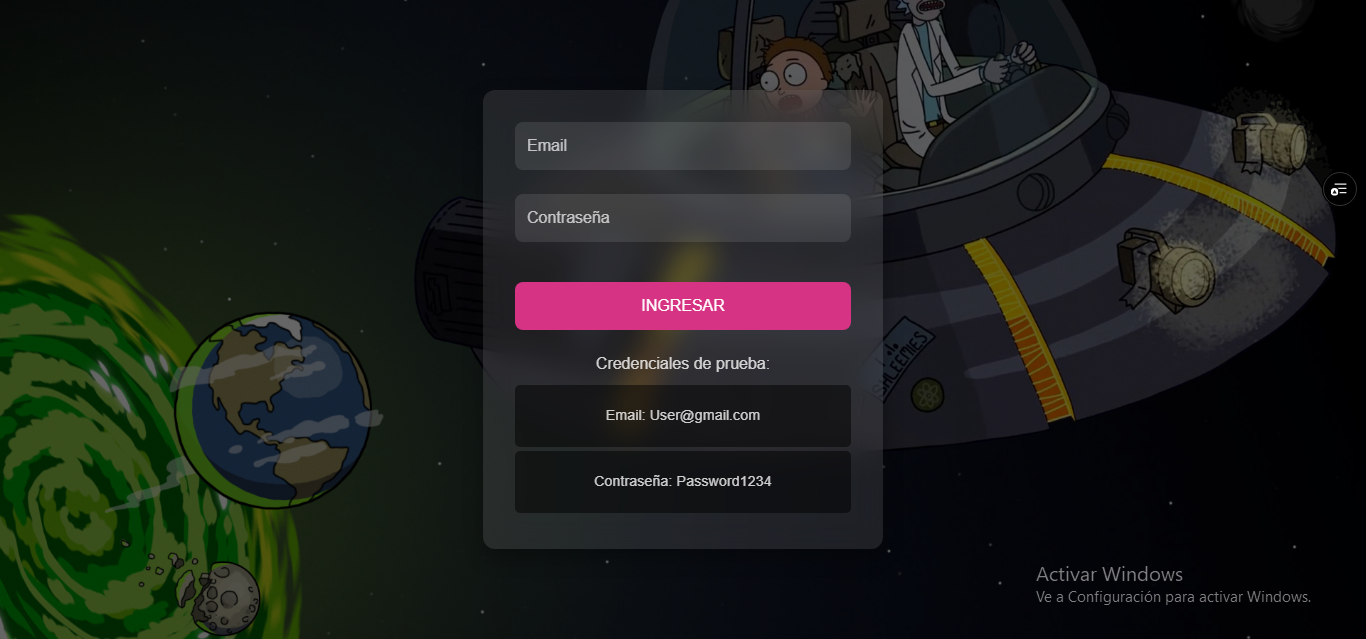 Email
Contraseña
INGRESAR
Credenciales de prueba:
Email: User@gmail.com
Contraseña: Password1234
SHLEEMIES
Activar Windows
Ve a Configuración para activar Windows.